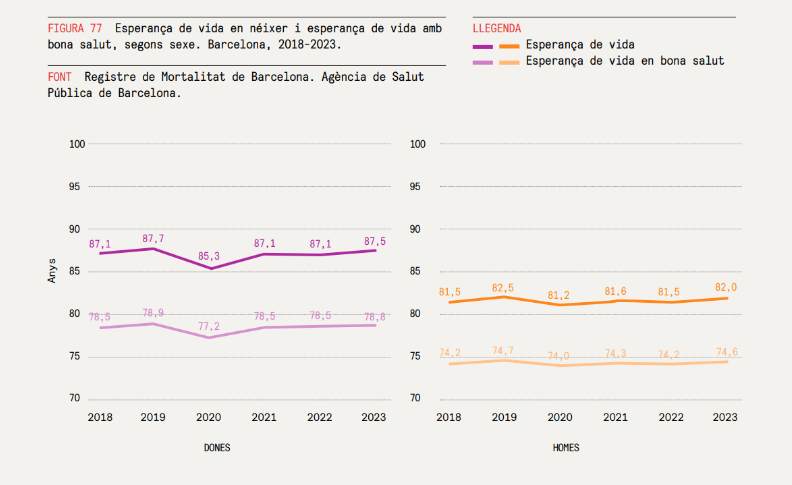 FIGURA 77 Esperança de vida en néixer i esperança de vida amb
bona salut, segons sexe. Barcelona, 2018-2023.
FONT Registre de Mortalitat de Barcelona. Agència de Salut
Pública de Barcelona.
LLEGENDA
Esperança de vida
Esperança de vida en bona salut
Anys
100
95
90
85
80
75
70
87,1 87,7 85,3 87,1 87,1 87,5
78,5 78,9 77,2 78,5 78,5 78,8
2018 2019 2020 2021 2022 2023
DONES
100
95
90
85
80
75
70
81,5 82,5 81,2 81,6 81,5 82,0
74,2 74,7 74,0 74,3 74,2 74,6
2018 2019 2020 2021 2022 2023
HOMES